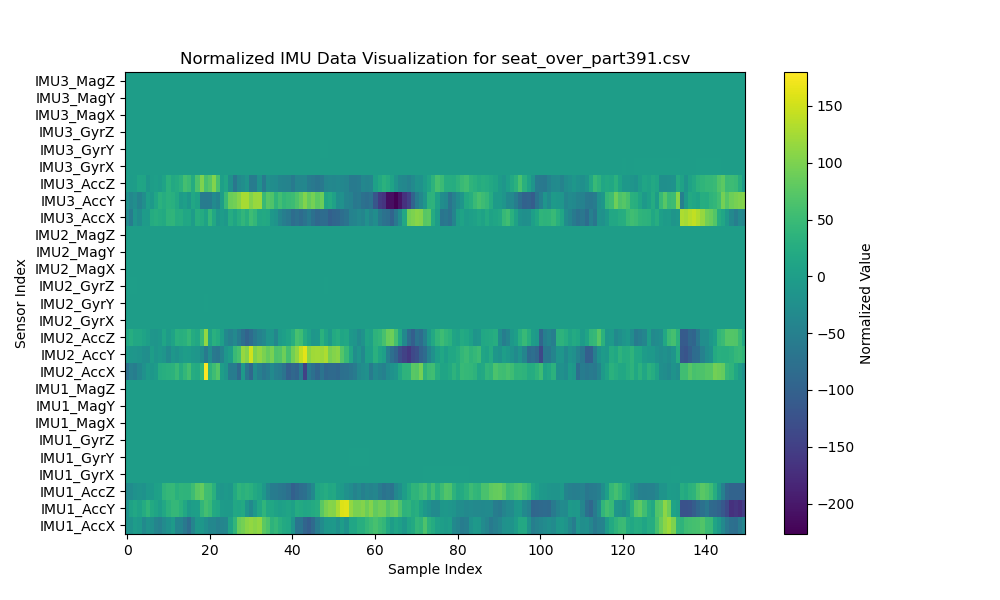 Normalized IMU Data Visualization for seat_over_part391.csv
IMU3_MagZ
IMU3_MagY
IMU3_MagX
IMU3_GyrZ
IMU3_GyrY
IMU3_GyrX
IMU3_AccZ
IMU3_AccY
IMU3_AccX
IMU2_MagZ
IMU2_MagY
IMU2_MagX
IMU2_GyrZ
IMU2_GyrY
IMU2_GyrX
IMU2_AccZ
IMU2_AccY
IMU2_AccX
IMU1_MagZ
IMU1_MagY
IMU1_MagX
IMU1_GyrZ
IMU1_GyrY
IMU1_GyrX
IMU1_AccZ
IMU1_AccY
IMU1_AccX
Sensor Index
0 20 40 60 80 100 120 140
Sample Index
150
100
50
0
−50
−100
−150
−200
Normalized Value